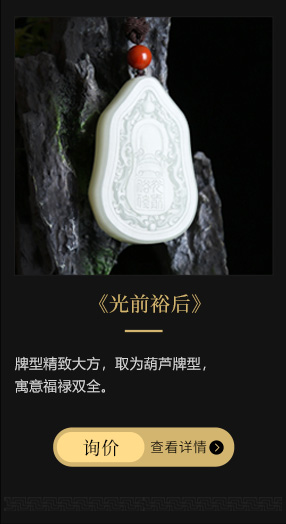 《光前裕后》
牌型精致大方，取为葫芦牌型，
寓意福禄双全。
询价
查看详情